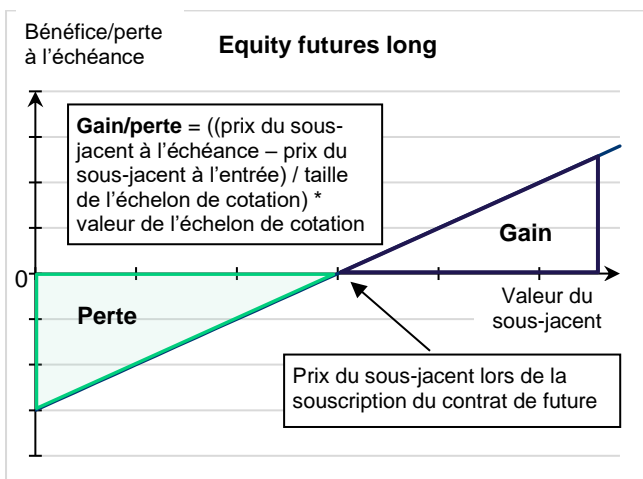 Bénéfice/perte
à l'échéance
Equity futures long
Gain/perte = ((prix du sous-
jacent à l'échéance – prix du
sous-jacent à l'entrée) / taille
de l'échelon de cotation) *
valeur de l'échelon de cotation
Gain
0
Valeur du
sous-jacent
Perte
Prix du sous-jacent lors de la
souscription du contrat de future